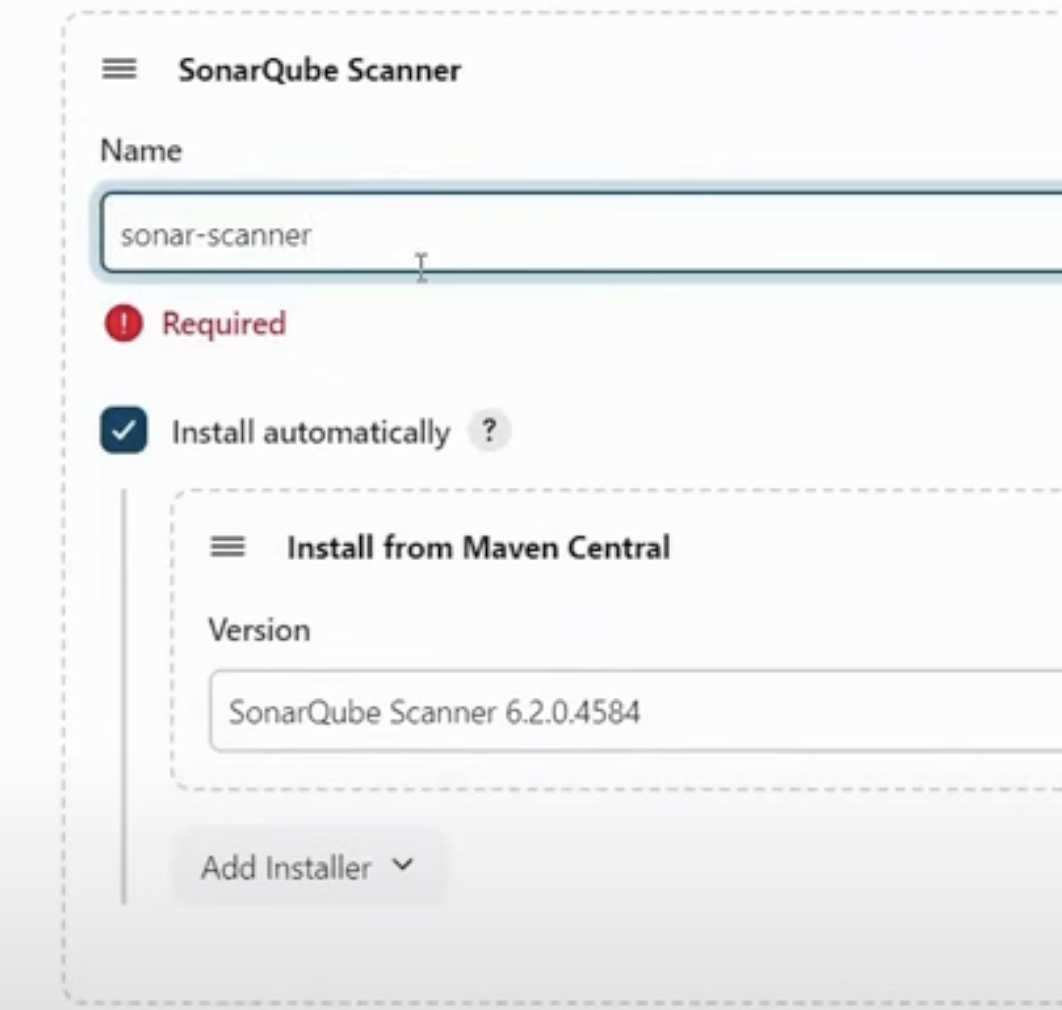 SonarQube Scanner
Name
sonar-scanner
! Required
Install automatically ?
Install from Maven Central
Version
SonarQube Scanner 6.2.0.4584
Add Installer